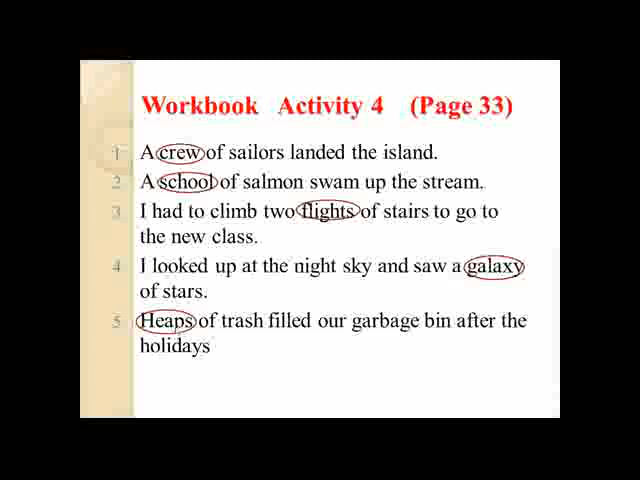 Workbook Activity 4 (Page 33)
1 A crew of sailors landed the island.
2 A school of salmon swam up the stream.
3 I had to climb two flights of stairs to go to
the new class.
4 I looked up at the night sky and saw a galaxy
of stars.
5 Heaps of trash filled our garbage bin after the
holidays